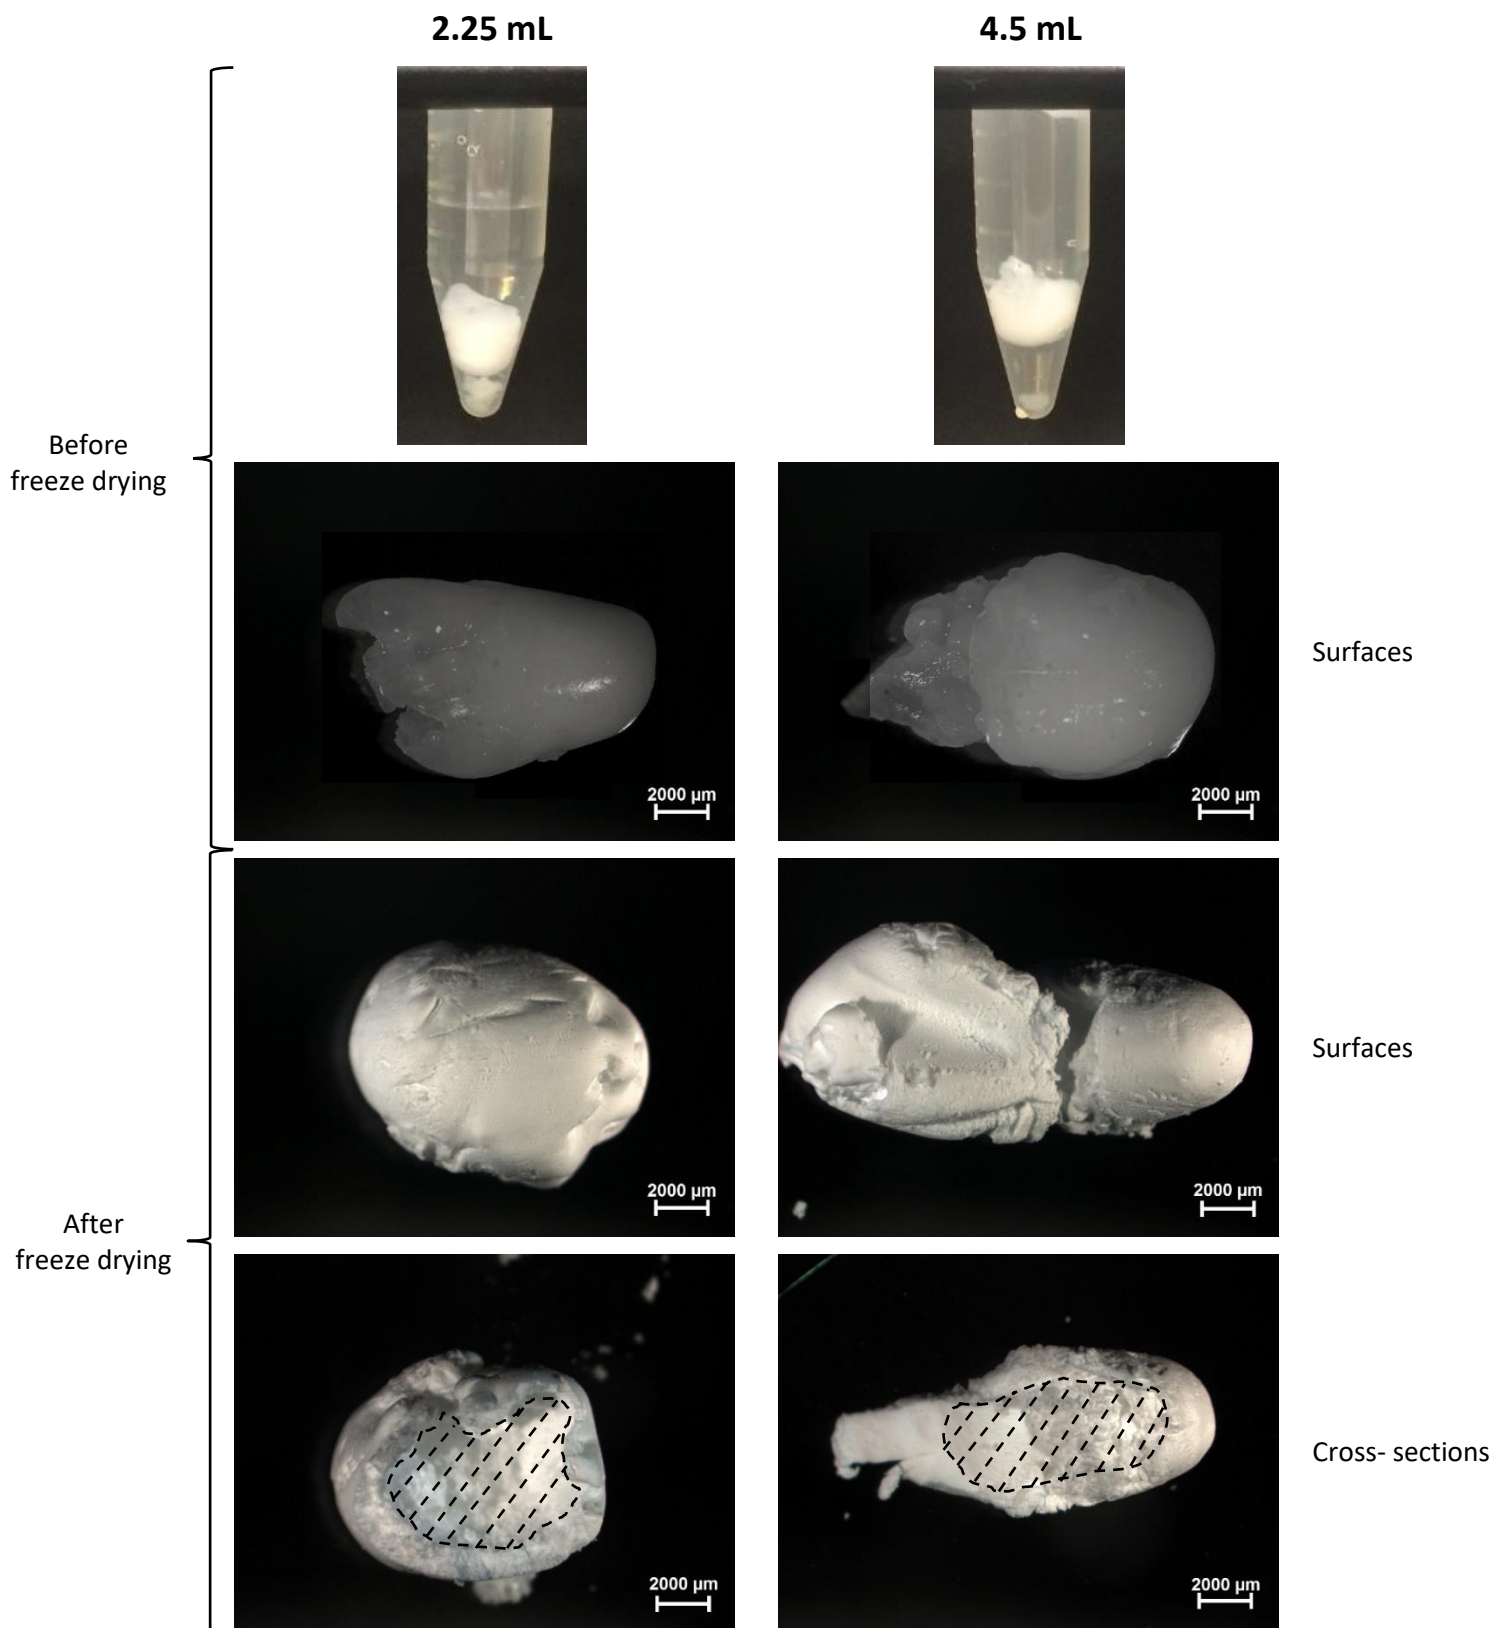 2.25 mL
4.5 mL
Before
freeze drying
2000 µm
2000 µm
Surfaces
2000 µm
2000 µm
Surfaces
After
freeze drying
2000 µm
2000 µm
Cross- sections